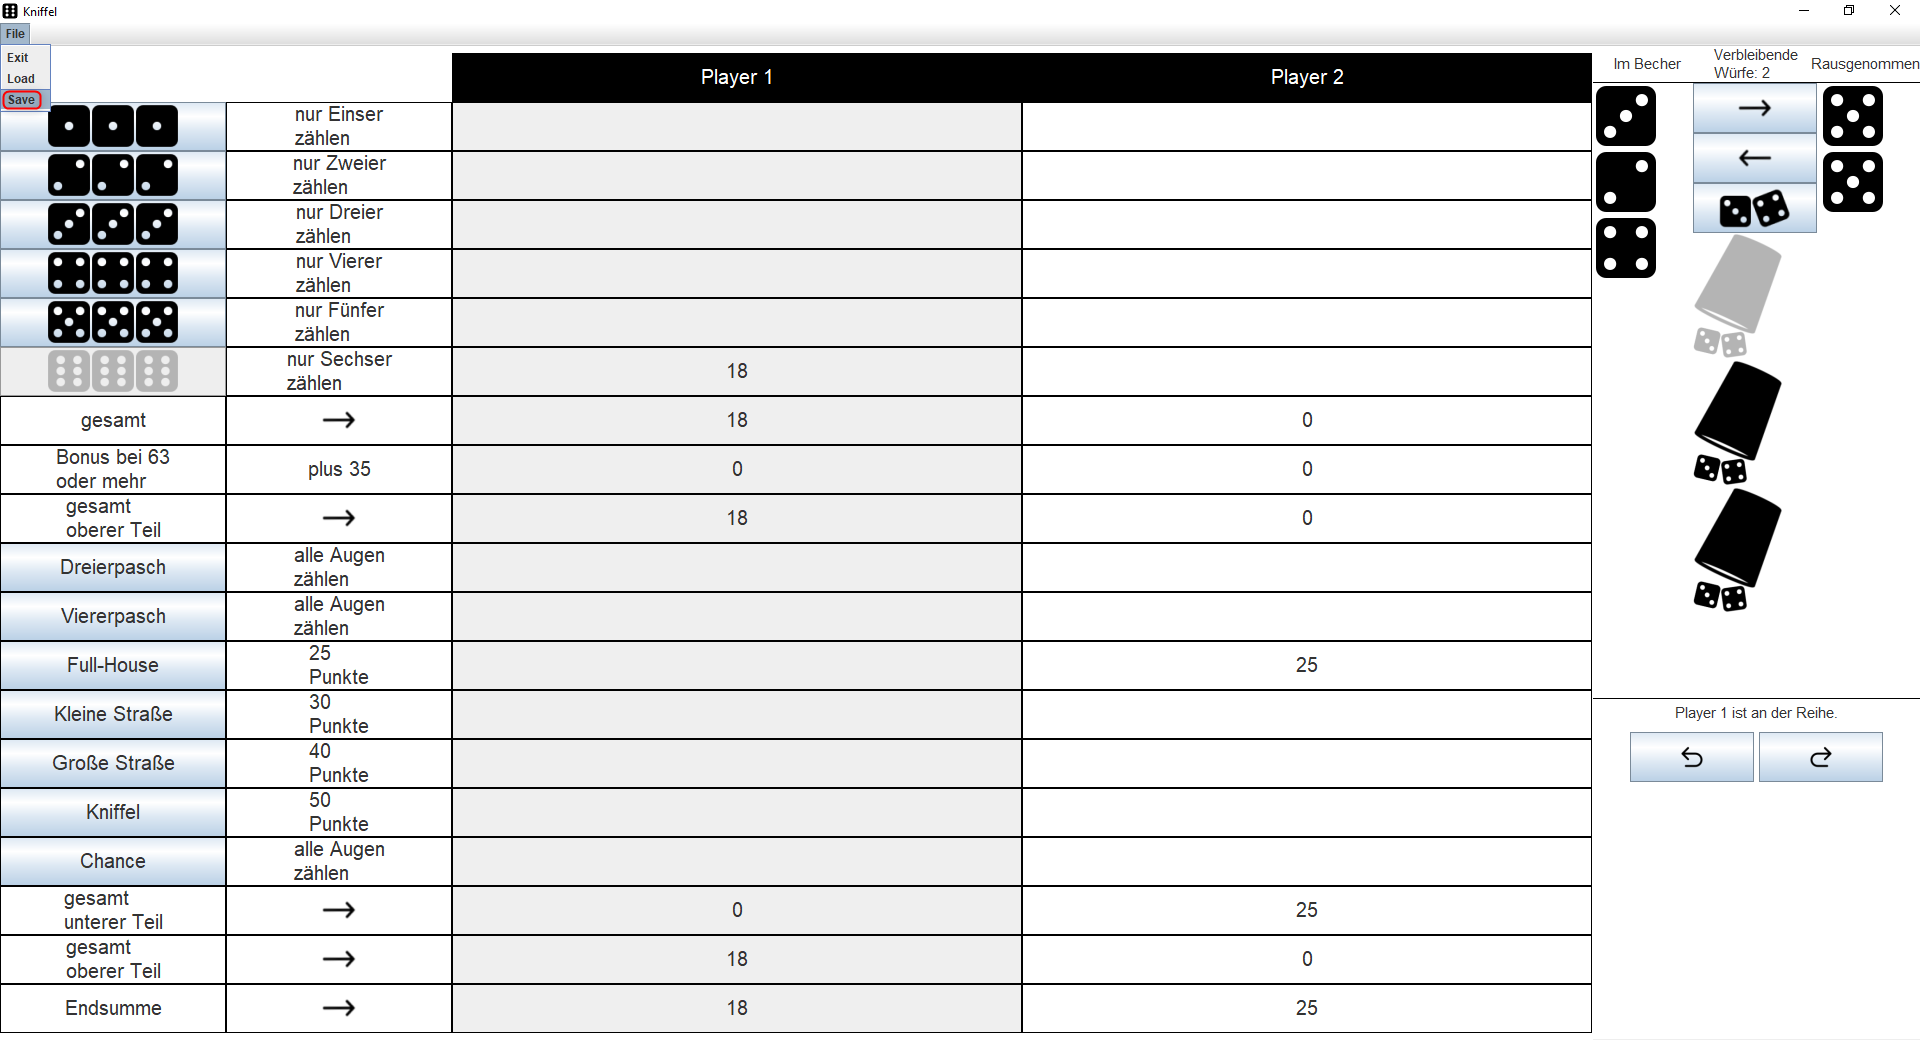 Kniffel
File
Exit
Load
Save
Player 1
Player 2
Im Becher
Verbleibende
Würfe: 2
Rausgenommen
nur Einser
zählen
nur Zweier
zählen
nur Dreier
zählen
nur Vierer
zählen
nur Fünfer
zählen
nur Sechser
zählen
18
gesamt
→
18
0
Bonus bei 63
oder mehr
plus 35
0
0
gesamt
oberer Teil
→
18
0
Dreierpasch
alle Augen
zählen
Viererpasch
alle Augen
zählen
Full-House
25
Punkte
25
Kleine Straße
30
Punkte
Große Straße
40
Punkte
Kniffel
50
Punkte
Chance
alle Augen
zählen
gesamt
unterer Teil
→
0
25
gesamt
oberer Teil
→
18
0
Endsumme
→
18
25
Player 1 ist an der Reihe.